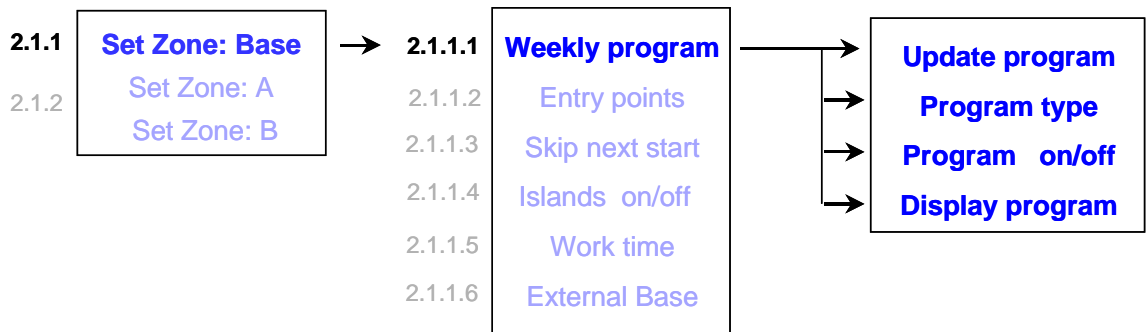 2.1.1 Set Zone: Base
2.1.2 Set Zone: A
Set Zone: B
2.1.1.1 Weekly program
2.1.1.2 Entry points
2.1.1.3 Skip next start
2.1.1.4 Islands on/off
2.1.1.5 Work time
2.1.1.6 External Base
Update program
Program type
Program on/off
Display program